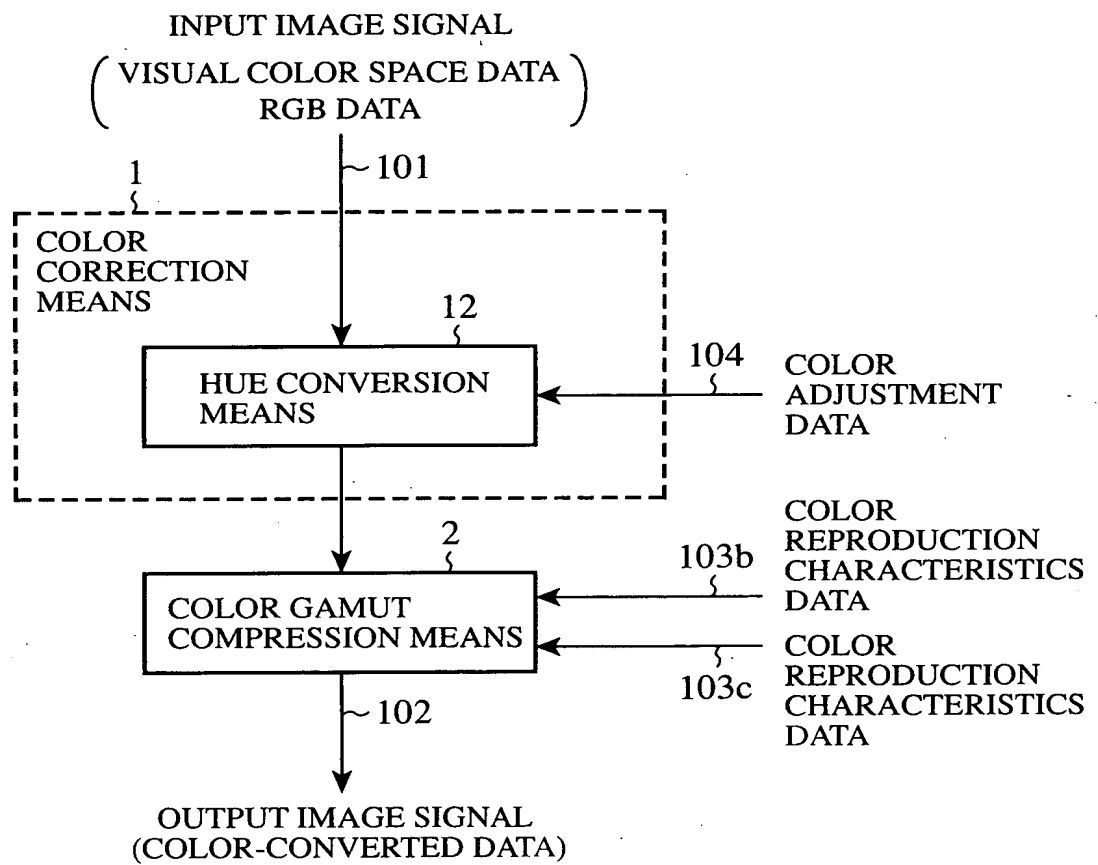 INPUT IMAGE SIGNAL
(VISUAL COLOR SPACE DATA
RGB DATA)
101
1
COLOR
CORRECTION
MEANS
12
HUE CONVERSION
MEANS
104
COLOR
ADJUSTMENT
DATA
2
COLOR GAMUT
COMPRESSION MEANS
103b
COLOR
REPRODUCTION
CHARACTERISTICS
DATA
103c
COLOR
REPRODUCTION
CHARACTERISTICS
DATA
102
OUTPUT IMAGE SIGNAL
(COLOR-CONVERTED DATA)